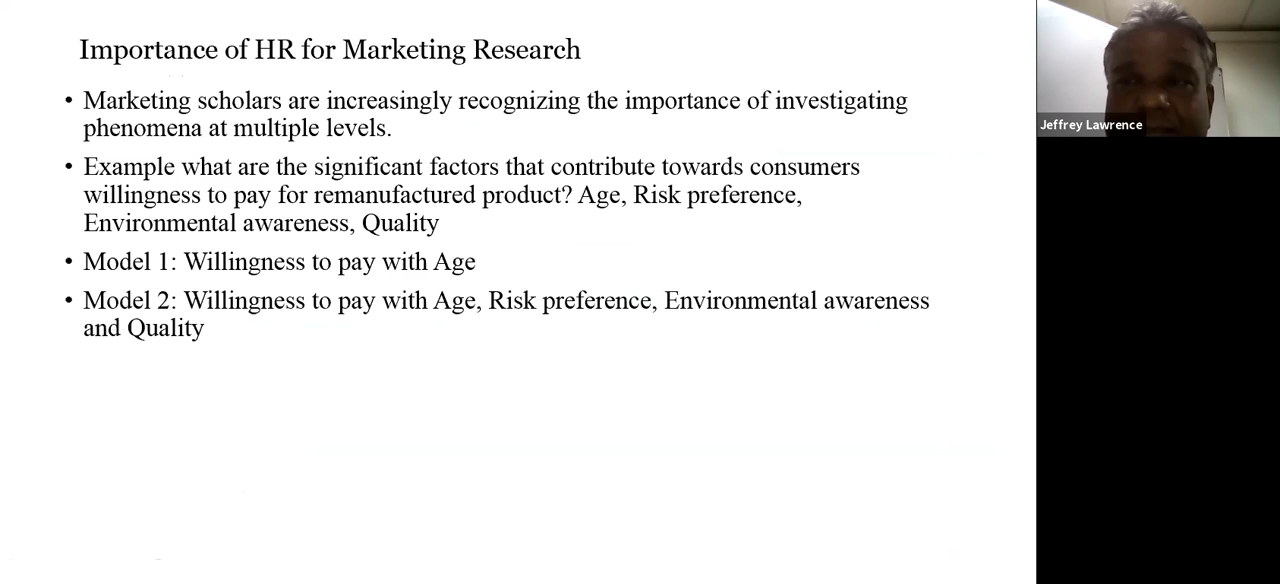 Importance of HR for Marketing Research
• Marketing scholars are increasingly recognizing the importance of investigating
phenomena at multiple levels.
• Example what are the significant factors that contribute towards consumers
willingness to pay for remanufactured product? Age, Risk preference,
Environmental awareness, Quality
• Model 1: Willingness to pay with Age
• Model 2: Willingness to pay with Age, Risk preference, Environmental awareness
and Quality
Jeffrey Lawrence